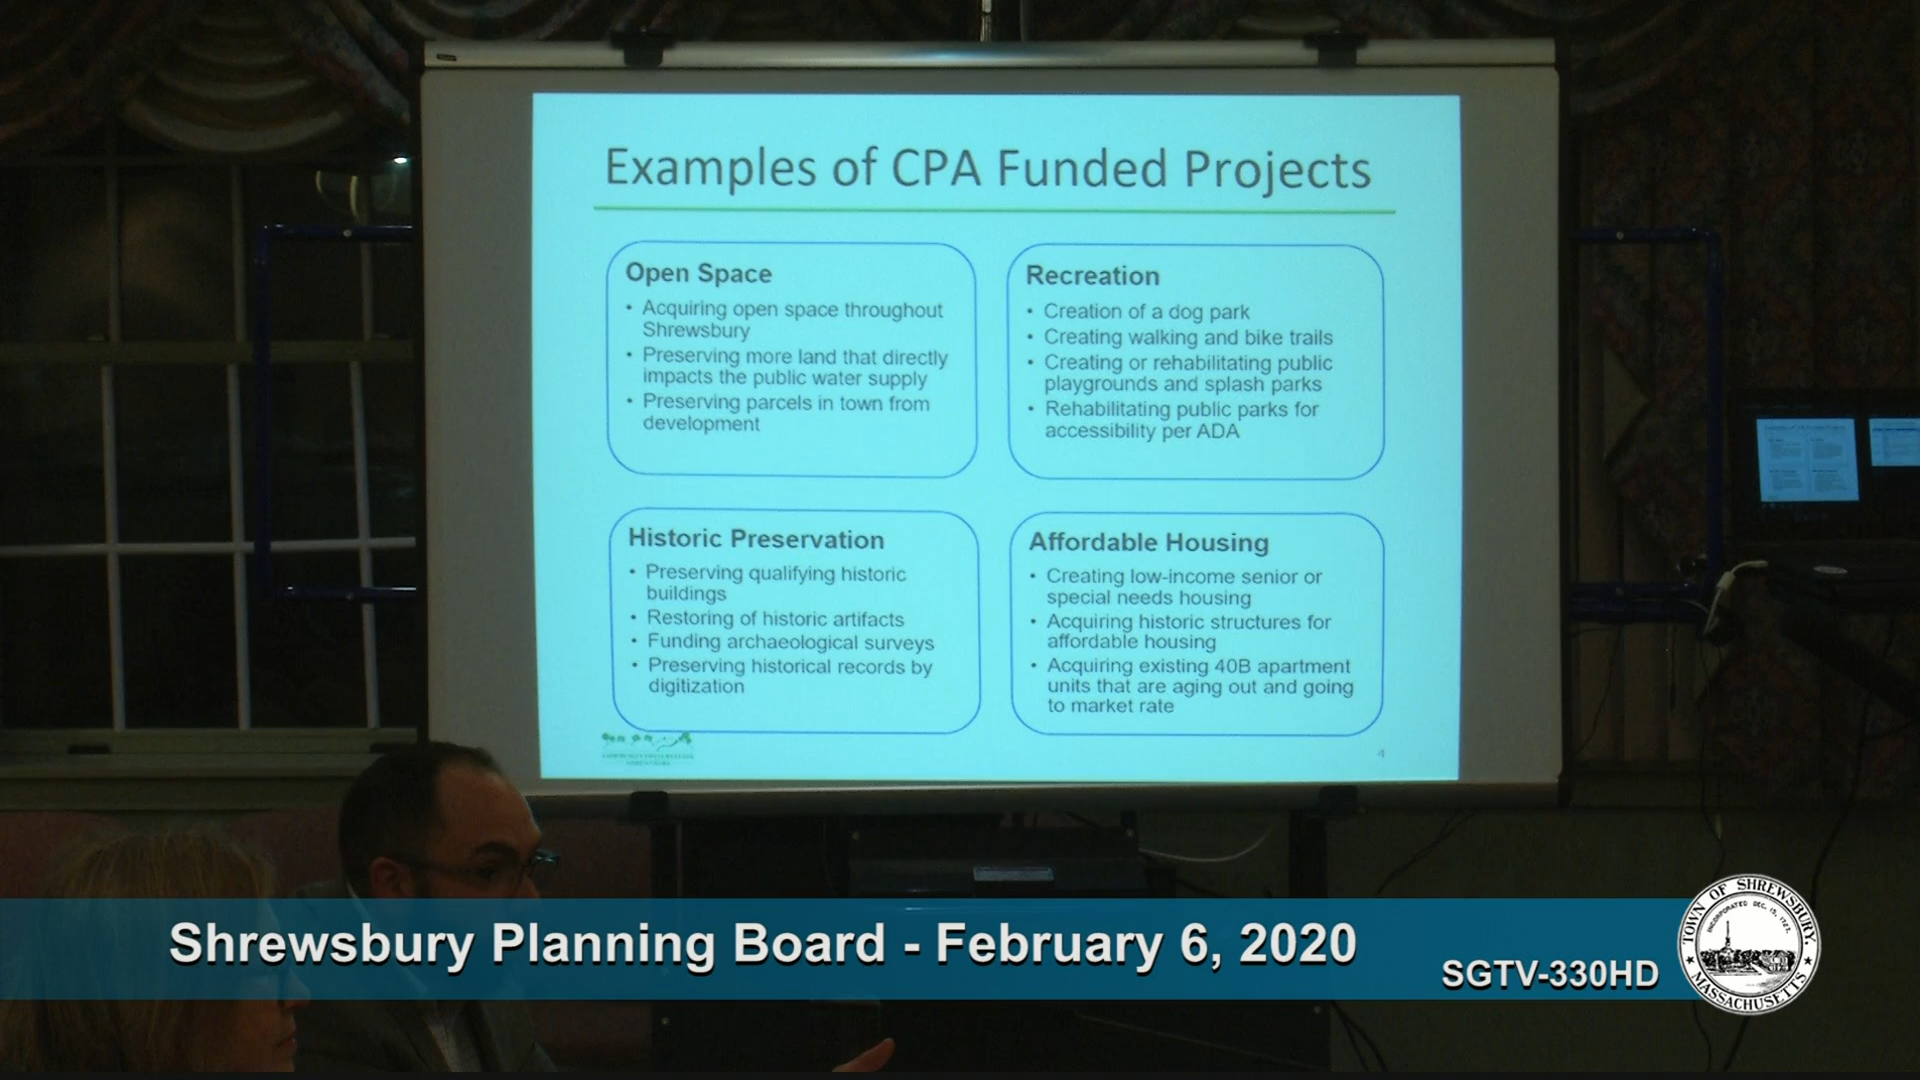 Examples of CPA Funded Projects
Open Space
• Acquiring open space throughout
Shrewsbury
• Preserving more land that directly
impacts the public water supply
• Preserving parcels in town from
development
Recreation
• Creation of a dog park
• Creating walking and bike trails
• Creating or rehabilitating public
playgrounds and splash parks
• Rehabilitating public parks for
accessibility per ADA
Historic Preservation
• Preserving qualifying historic
buildings
• Restoring of historic artifacts
• Funding archaeological surveys
• Preserving historical records by
digitization
Affordable Housing
• Creating low-income senior or
special needs housing
• Acquiring historic structures for
affordable housing
• Acquiring existing 40B apartment
units that are aging out and going
to market rate
4
Shrewsbury Planning Board - February 6, 2020
SGTV-330HD
TOWN OF SHREWSBURY.
INCORPORATED DEC. 15, 1727.
MASSACHUSETTS